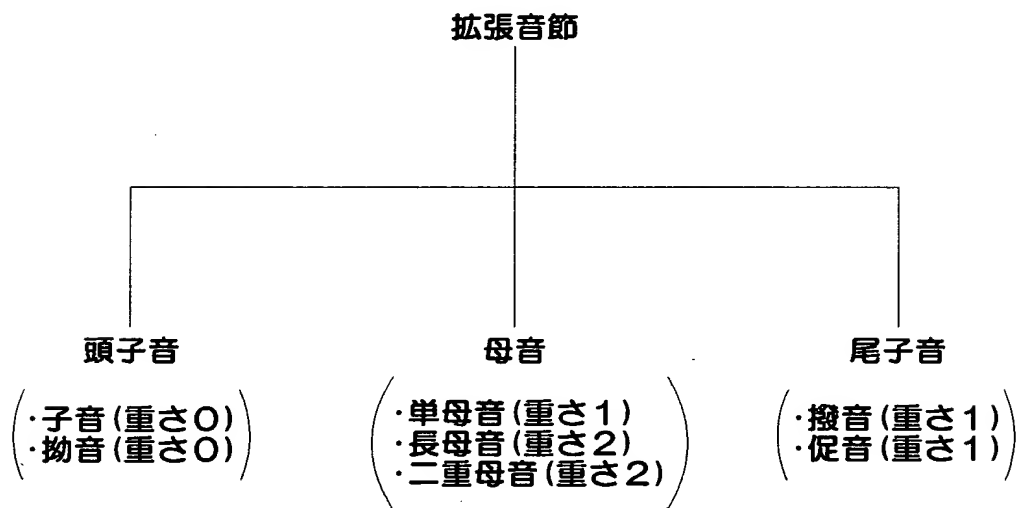 拡張音節
頭子音
・子音(重さ0)
・拗音(重さ0)
母音
・単母音(重さ1)
・長母音(重さ2)
・二重母音(重さ2)
尾子音
・撥音(重さ1)
・促音(重さ1)